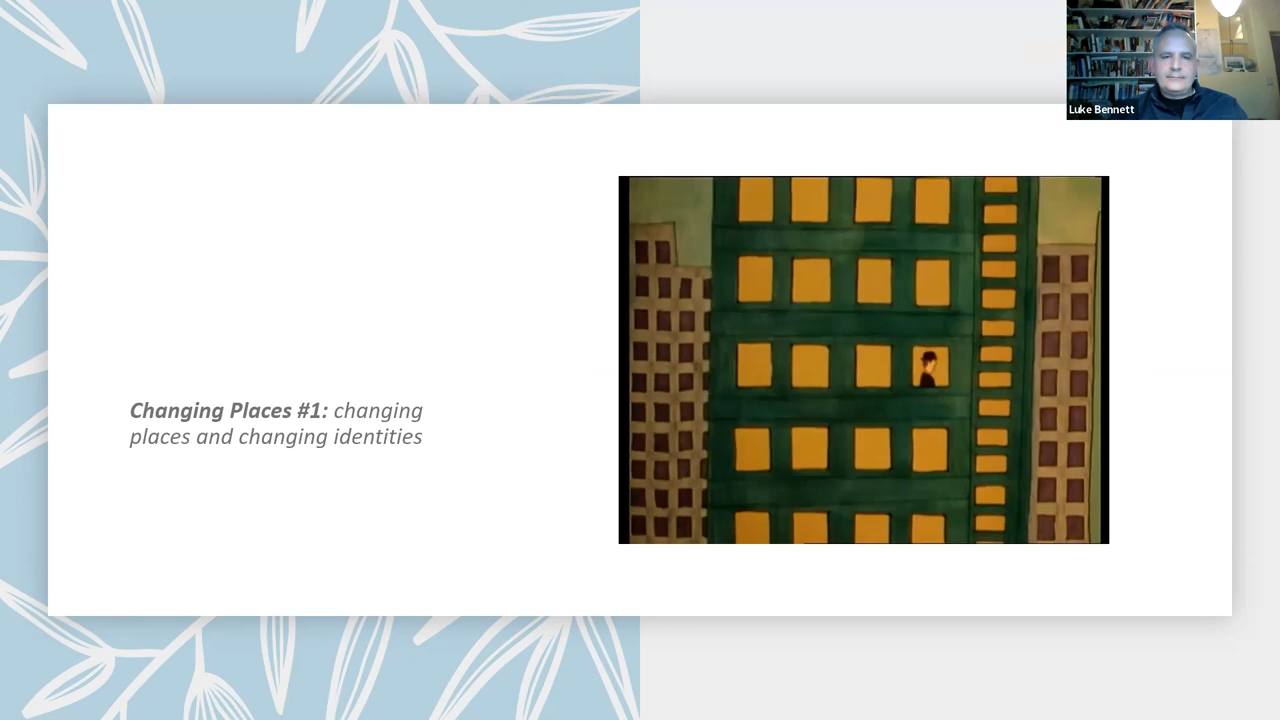 Luke Bennett
Changing Places #1: changing
places and changing identities